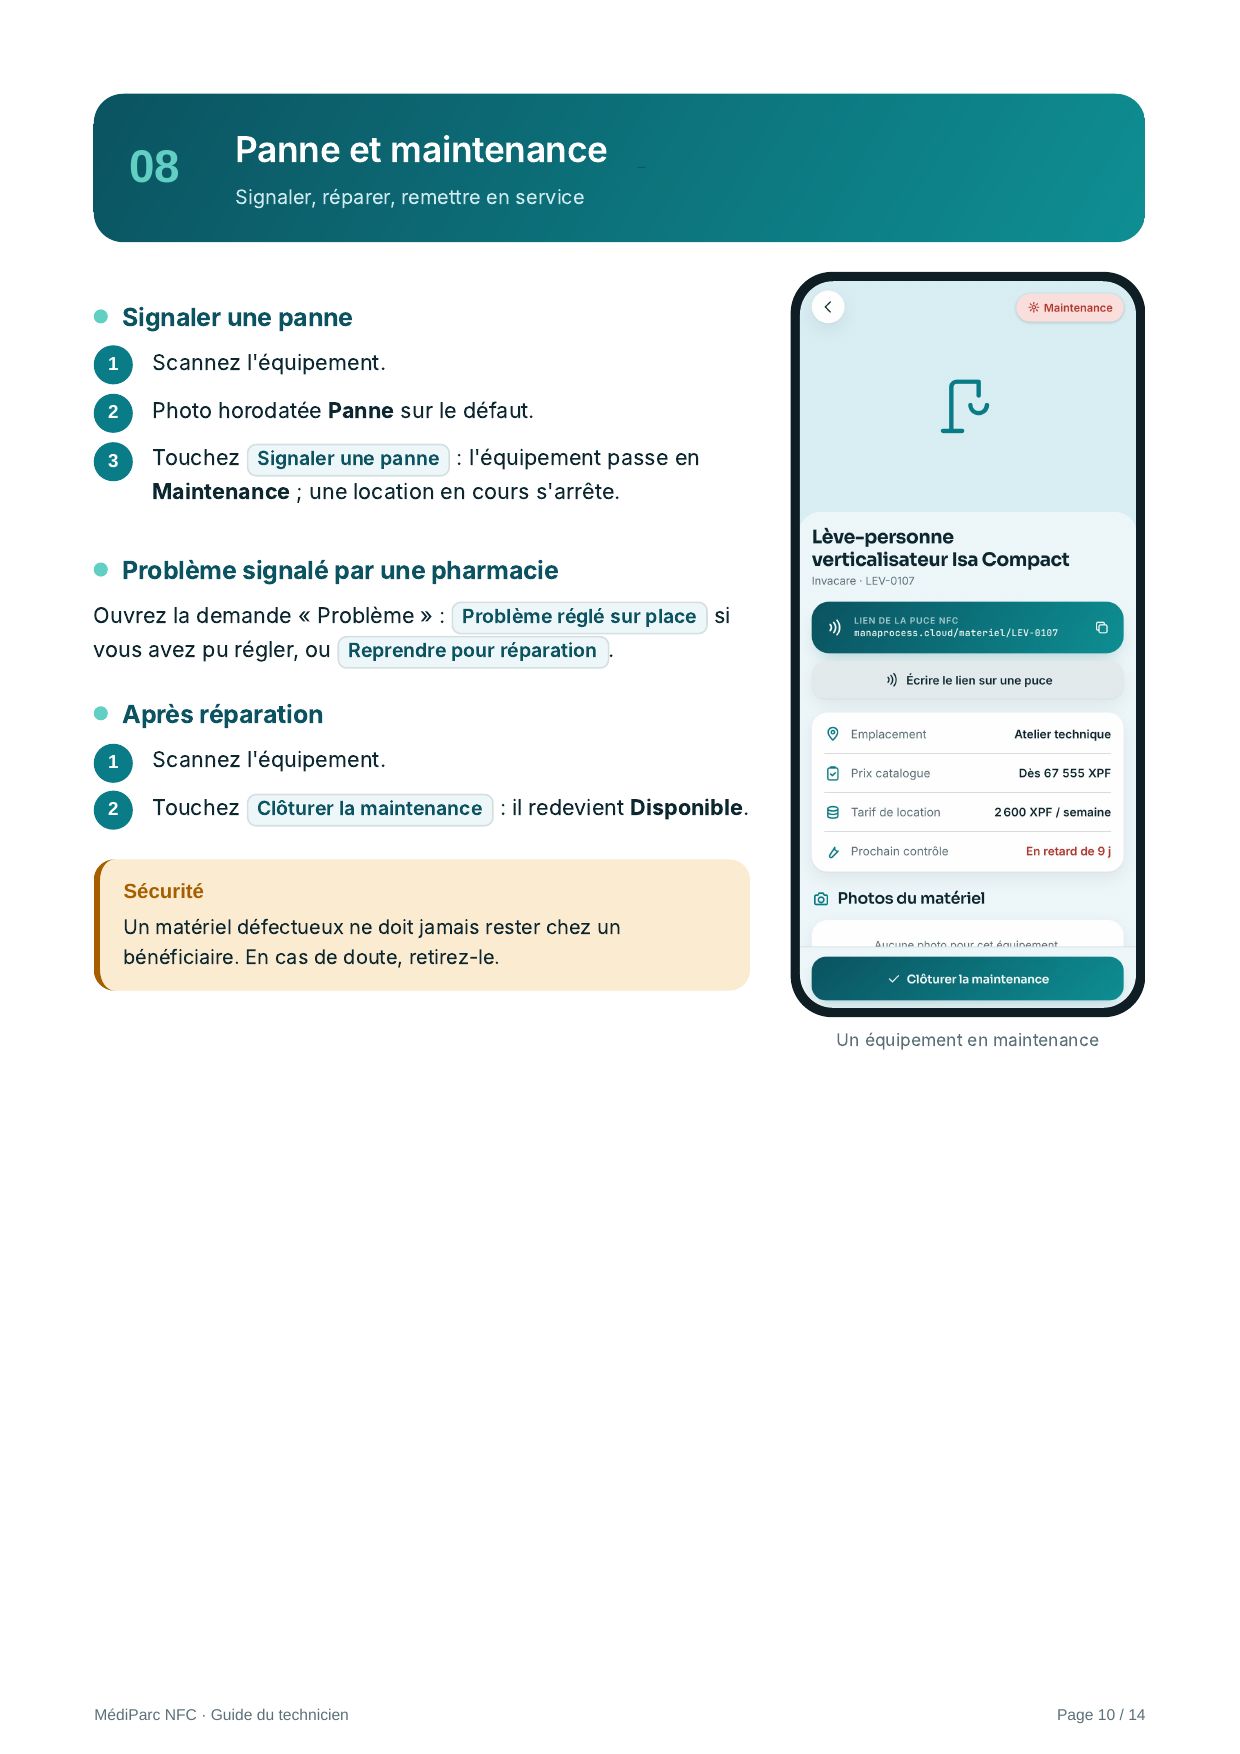 08
Panne et maintenance
Signaler, réparer, remettre en service
Signaler une panne
1 Scannez l'équipement.
2 Photo horodatée Panne sur le défaut.
3 Touchez Signaler une panne : l'équipement passe en
Maintenance ; une location en cours s'arrête.
Problème signalé par une pharmacie
Ouvrez la demande « Problème » : Problème réglé sur place si
vous avez pu régler, ou Reprendre pour réparation.
Après réparation
1 Scannez l'équipement.
2 Touchez Clôturer la maintenance : il redevient Disponible.
Sécurité
Un matériel défectueux ne doit jamais rester chez un
bénéficiaire. En cas de doute, retirez-le.
Maintenance
Lève-personne
verticalisateur Isa Compact
Invacare · LEV-0107
LIEN DE LA PUCE NFC
manaprocess.cloud/materiel/LEV-0107
Écrire le lien sur une puce
Emplacement Atelier technique
Prix catalogue Dès 67 555 XPF
Tarif de location 2 600 XPF / semaine
Prochain contrôle En retard de 9 j
Photos du matériel
Aucune photo pour cet équipement
Clôturer la maintenance
Un équipement en maintenance
MédiParc NFC · Guide du technicien
Page 10 / 14